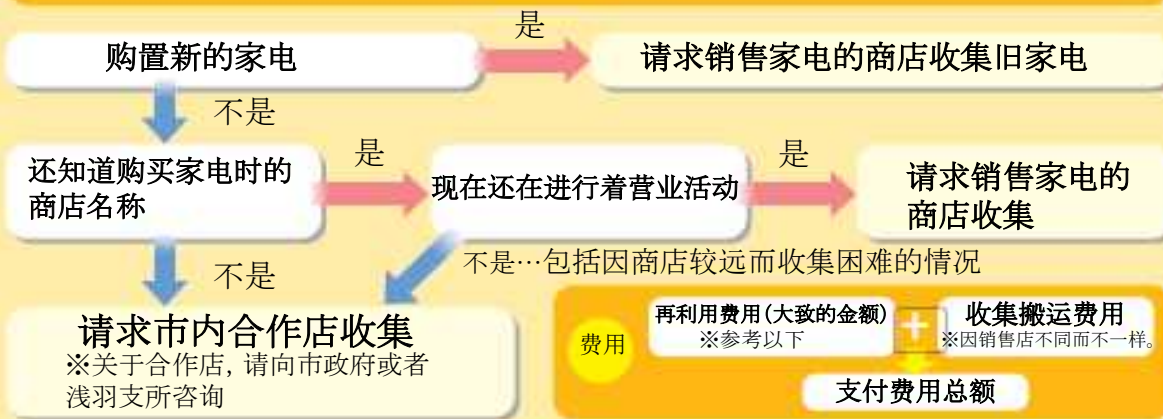 是
购置新的家电
请求销售家电的商店收集旧家电
不是
还知道购买家电时的
商店名称
是
现在还在进行着营业活动
是
请求销售家电的
商店收集
不是
不是…包括因商店较远而收集困难的情况
请求市内合作店收集
※关于合作店, 请向市政府或者
浅羽支所咨询
费用
再利用费用(大致的金额)
※参考以下
+
收集搬运费用
※因销售店不同而不一样。
支付费用总额